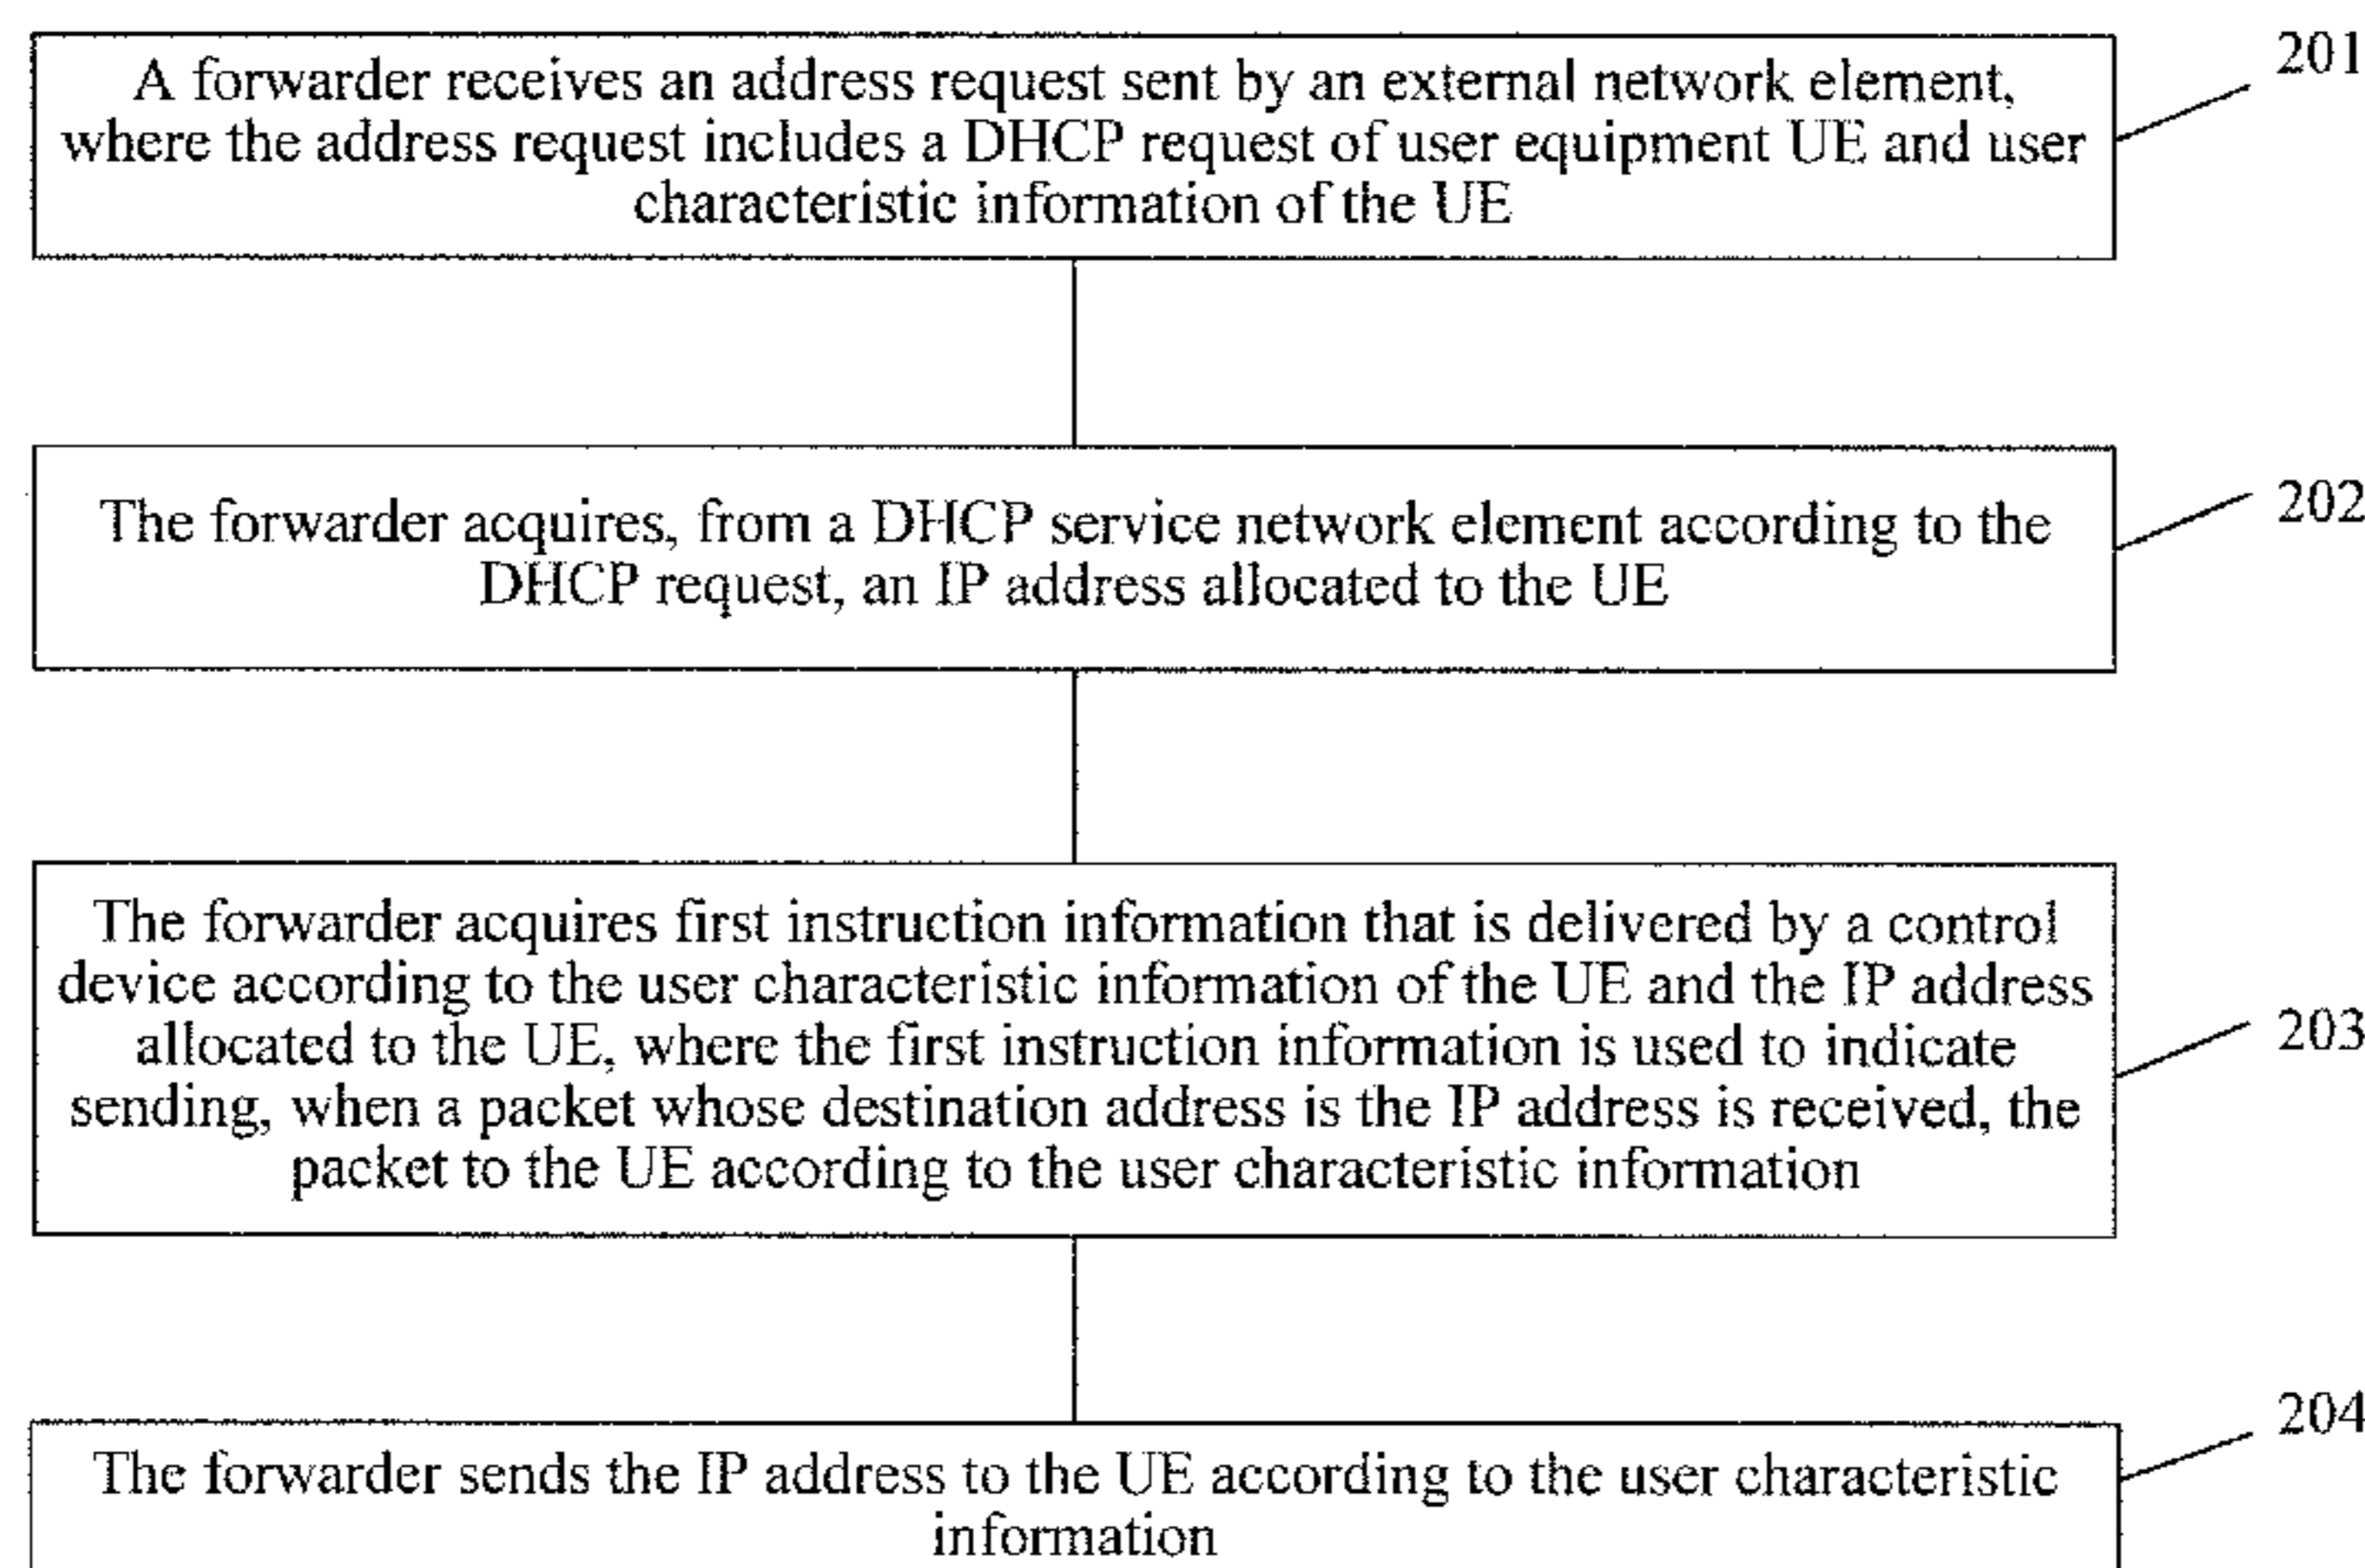 A forwarder receives an address request sent by an external network element,
where the address request includes a DHCP request of user equipment UE and user
characteristic information of the UE
201
The forwarder acquires, from a DHCP service network element according to the
DHCP request, an IP address allocated to the UE
202
The forwarder acquires first instruction information that is delivered by a control
device according to the user characteristic information of the UE and the IP address
allocated to the UE, where the first instruction information is used to indicate
sending, when a packet whose destination address is the IP address is received, the
packet to the UE according to the user characteristic information
203
The forwarder sends the IP address to the UE according to the user characteristic
information
204